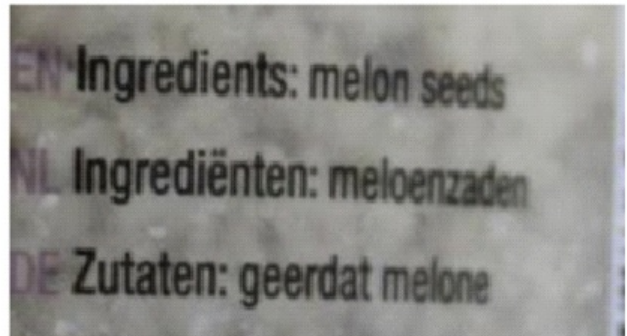 EN Ingredients: melon seeds
NL Ingrediënten: meloenzaden
DE Zutaten: geerdat melone